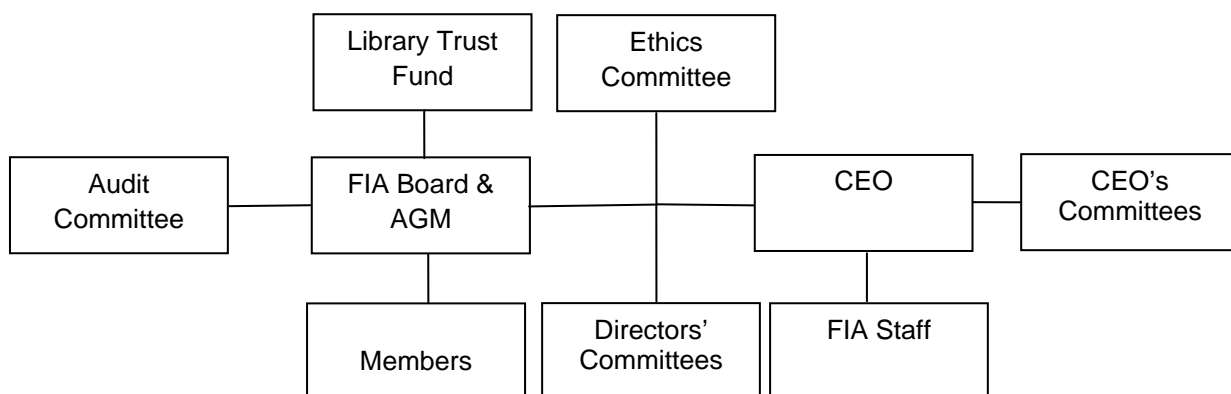 Library Trust
Fund
Ethics
Committee
Audit
Committee
FIA Board &
AGM
CEO
CEO’s
Committees
Members
Directors’
Committees
FIA Staff